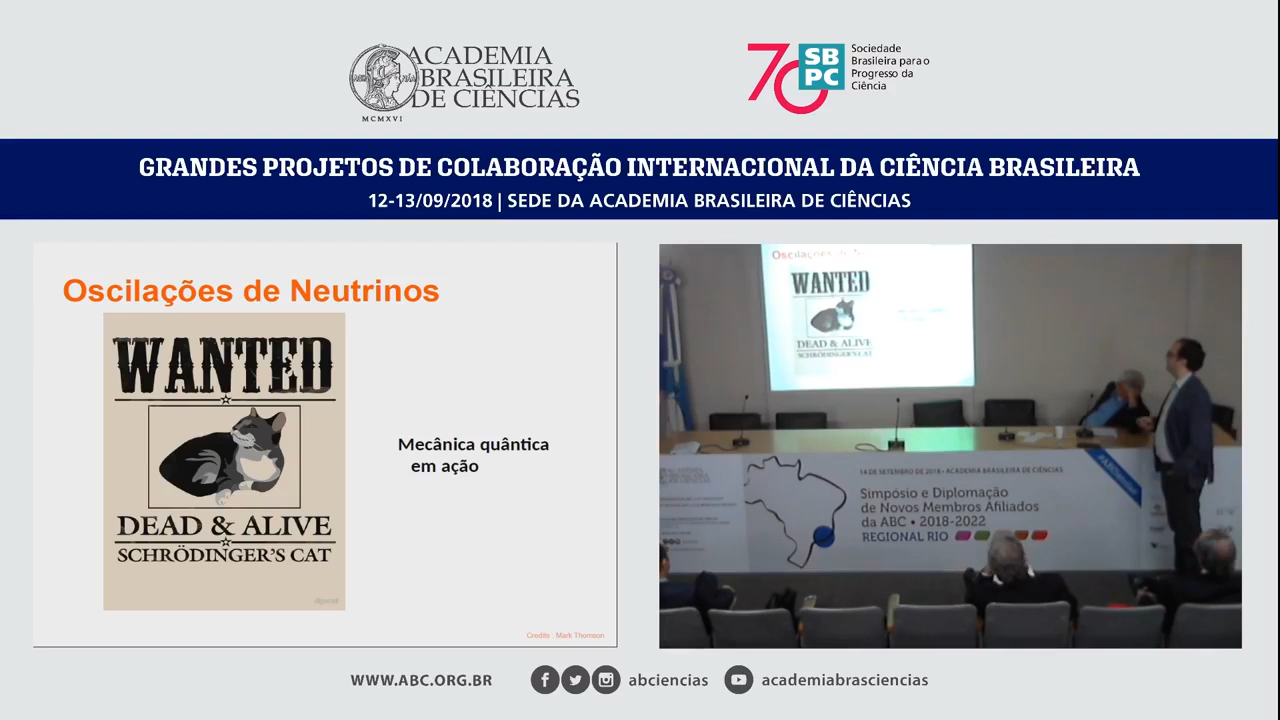 ACADEMIA
BRASILEIRA
DE CIÊNCIAS
MCMXVI
70
SB
PC
Sociedade
Brasileira para o
Progresso da
Ciência
GRANDES PROJETOS DE COLABORAÇÃO INTERNACIONAL DA CIÊNCIA BRASILEIRA
12-13/09/2018 | SEDE DA ACADEMIA BRASILEIRA DE CIÊNCIAS
Oscilações de Neutrinos
WANTED
DEAD & ALIVE
SCHRÖDINGER'S CAT
Mecânica quântica
em ação
Credits : Mark Thomson
WANTED
DEAD & ALIVE
SCHRÖDINGER'S CAT
14 DE SETEMBRO DE 2018 • ACADEMIA BRASILEIRA DE CIÊNCIAS
Simpósio e Diplomação
de Novos Membros Afiliados
da ABC • 2018-2022
REGIONAL RIO
WWW.ABC.ORG.BR
abciencias
academiabrasciencias